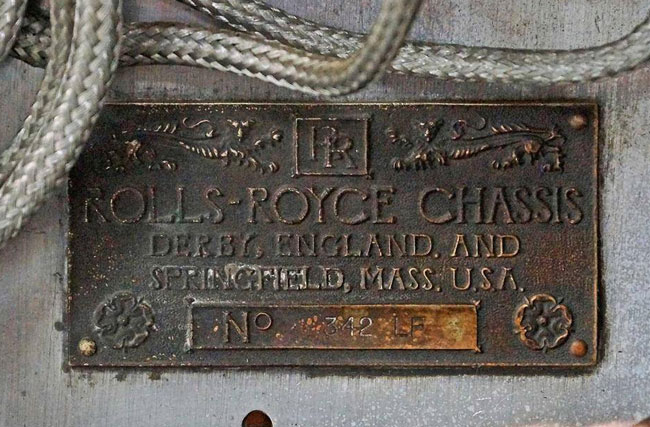 RR
ROLLS-ROYCE CHASSIS
DERBY, ENGLAND. AND
SPRINGFIELD, MASS. U.S.A.
No 342 LF